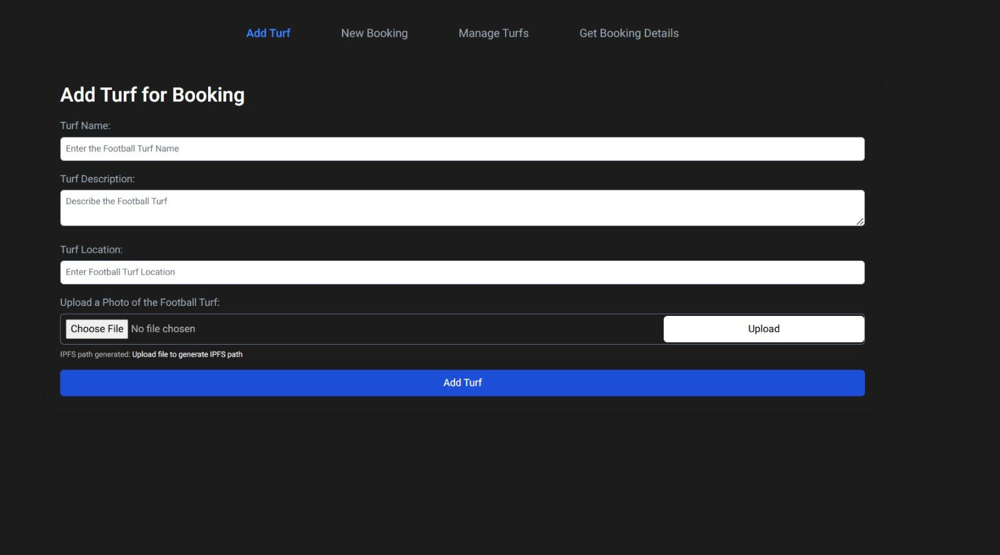 Add Turf New Booking Manage Turfs Get Booking Details
Add Turf for Booking
Turf Name:
Enter the Football Turf Name
Turf Description:
Describe the Football Turf
Turf Location:
Enter Football Turf Location
Upload a Photo of the Football Turf:
Choose File No file chosen Upload
IPFS path generated: Upload file to generate IPFS path
Add Turf